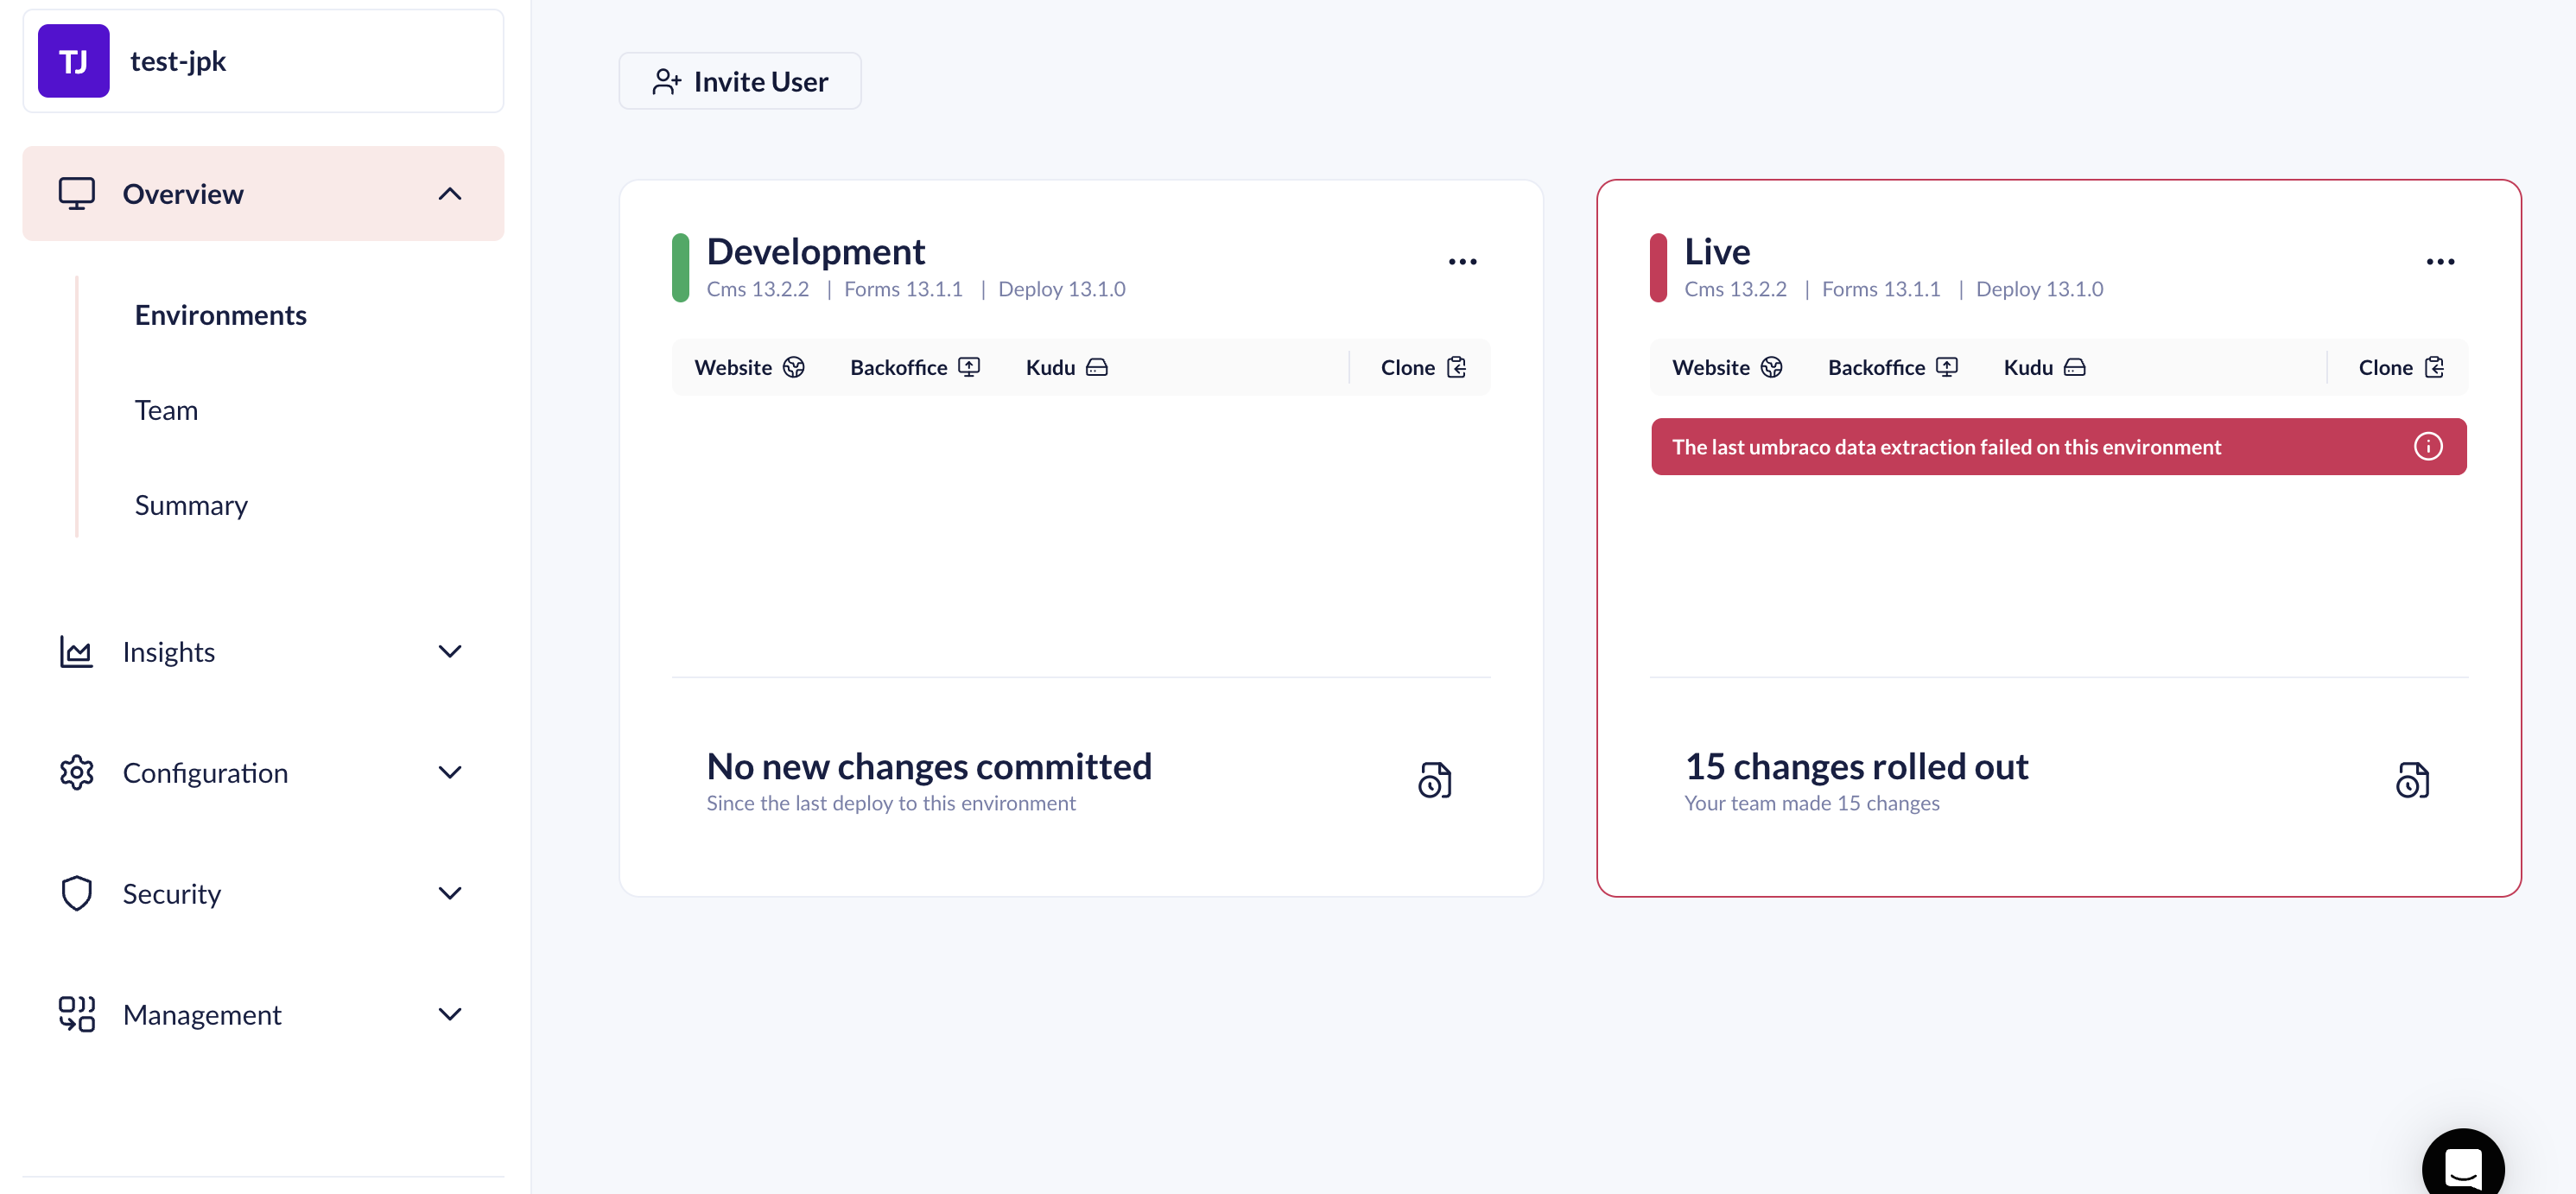 TJ test-jpk
Overview
Environments
Team
Summary
Insights
Configuration
Security
Management
Invite User
Development
Cms 13.2.2 | Forms 13.1.1 | Deploy 13.1.0
Website Backoffice Kudu Clone
No new changes committed
Since the last deploy to this environment
Live
Cms 13.2.2 | Forms 13.1.1 | Deploy 13.1.0
Website Backoffice Kudu Clone
The last umbraco data extraction failed on this environment
15 changes rolled out
Your team made 15 changes